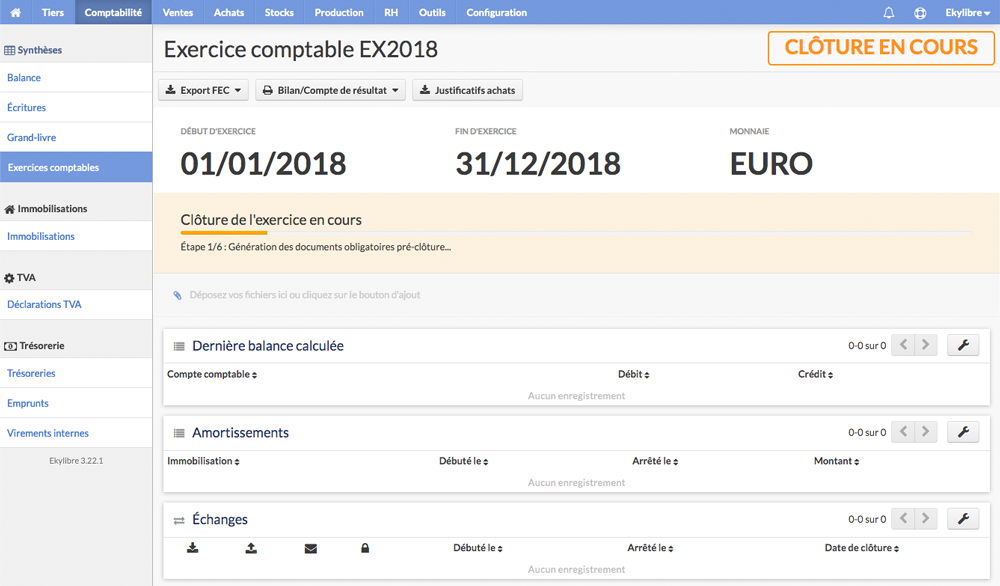 Tiers Comptabilité Ventes Achats Stocks Production RH Outils Configuration Ekylibre
Synthèses
Balance
Écritures
Grand-livre
Exercices comptables
Immobilisations
Immobilisations
TVA
Déclarations TVA
Trésorerie
Trésoreries
Emprunts
Virements internes
Ekylibre 3.22.1
Exercice comptable EX2018
CLÔTURE EN COURS
Export FEC Bilan/Compte de résultat Justificatifs achats
DÉBUT D'EXERCICE FIN D'EXERCICE MONNAIE
01/01/2018 31/12/2018 EURO
Clôture de l'exercice en cours
Étape 1/6 : Génération des documents obligatoires pré-clôture...
Déposez vos fichiers ici ou cliquez sur le bouton d'ajout
Dernière balance calculée 0-0 sur 0
Compte comptable Débit Crédit
Aucun enregistrement
Amortissements 0-0 sur 0
Immobilisation Débuté le Arrêté le Montant
Aucun enregistrement
Échanges 0-0 sur 0
Débuté le Arrêté le Date de clôture
Aucun enregistrement